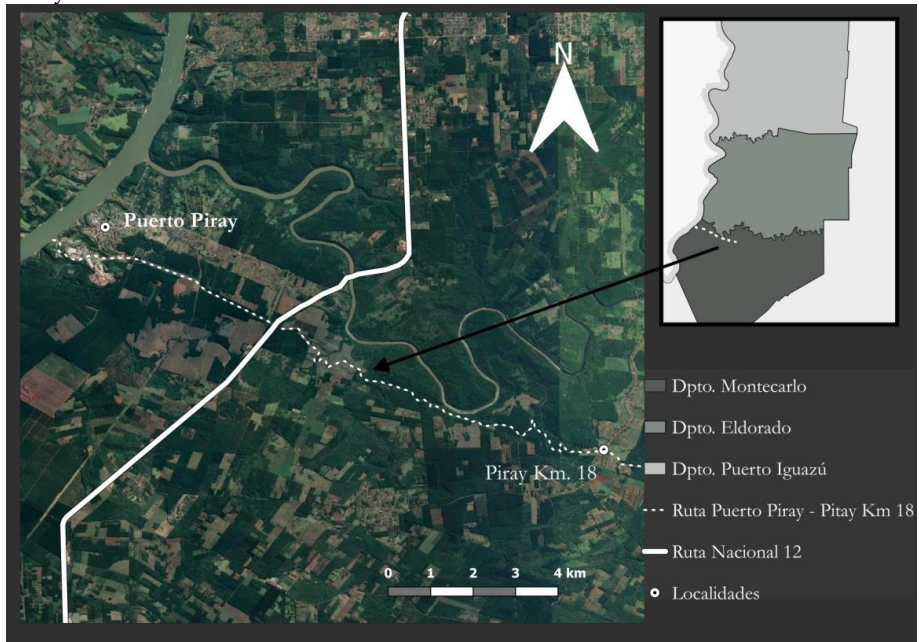 N
Puerto Piray
Piray Km. 18
0 1 2 3 4 km
Dpto. Montecarlo
Dpto. Eldorado
Dpto. Puerto Iguazú
Ruta Puerto Piray - Pitay Km 18
Ruta Nacional 12
Localidades